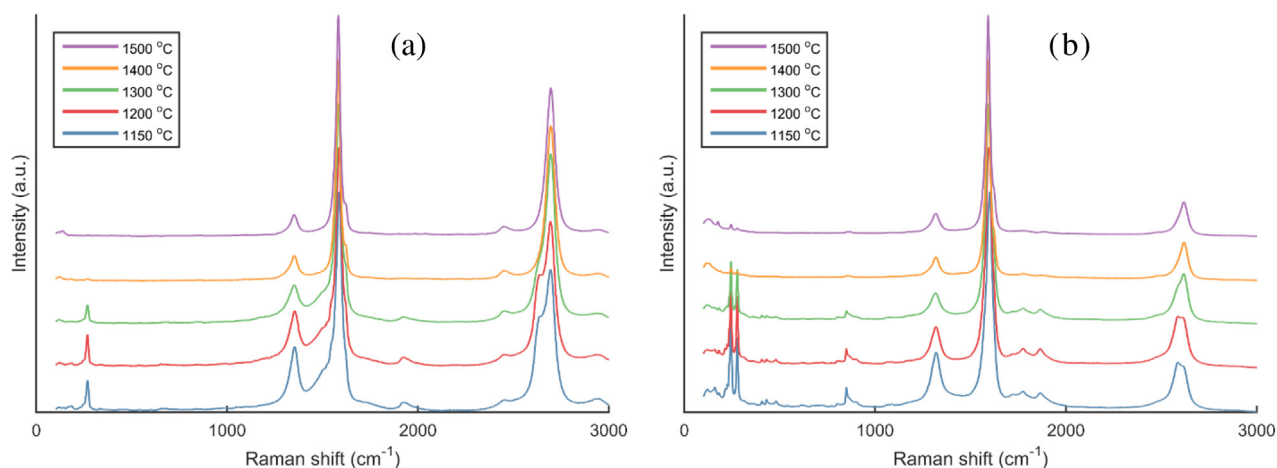 (a)
1500 °C
1400 °C
1300 °C
1200 °C
1150 °C
Intensity (a.u.)
0 1000 2000 3000
Raman shift (cm⁻¹)
(b)
1500 °C
1400 °C
1300 °C
1200 °C
1150 °C
Intensity (a.u.)
0 1000 2000 3000
Raman shift (cm⁻¹)